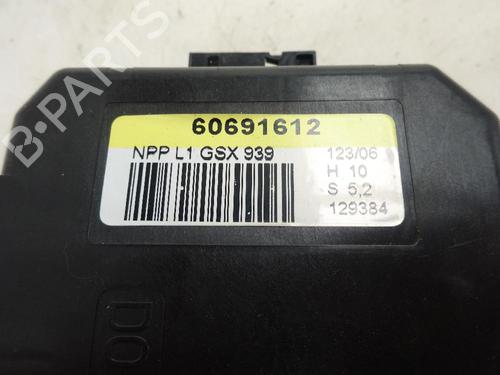 B-PARTS
60691612
NPP L1 GSX 939
123/06
H 10
S 5,2
129384